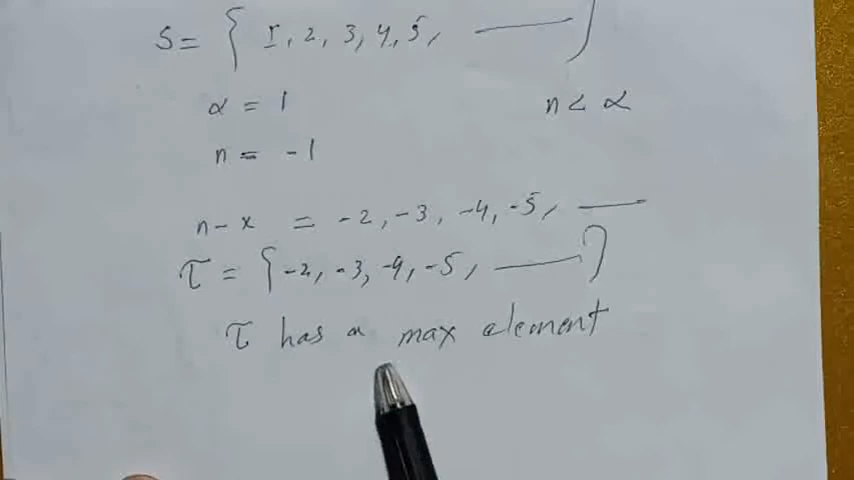 S = { 1, 2, 3, 4, 5, — }
α = 1
n < α
n = -1
n - x = -2, -3, -4, -5, —
T = { -2, -3, -4, -5, — }
T has a max element